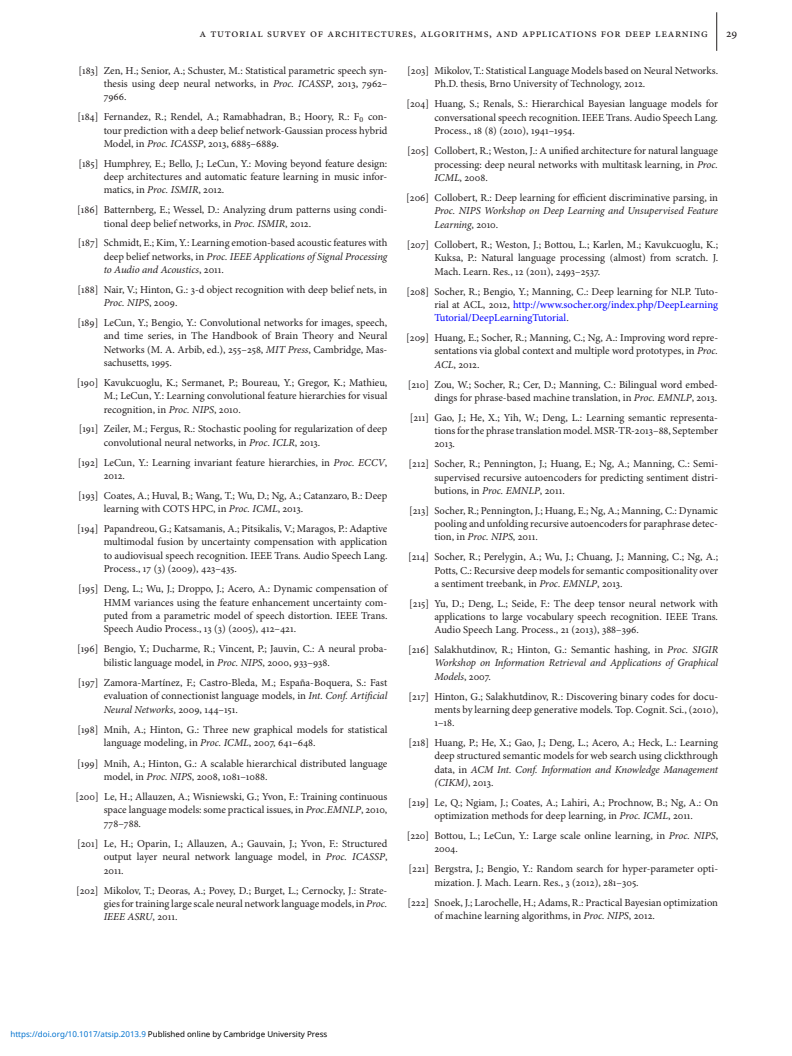 A TUTORIAL SURVEY OF ARCHITECTURES, ALGORITHMS, AND APPLICATIONS FOR DEEP LEARNING 29
[183] Zen, H.; Senior, A.; Schuster, M.: Statistical parametric speech syn-
thesis using deep neural networks, in Proc. ICASSP, 2013, 7962–
7966.
[184] Fernandez, R.; Rendel, A.; Ramabhadran, B.; Hoory, R.: F0 con-
tour prediction with a deep belief network-Gaussian process hybrid
Model, in Proc. ICASSP, 2013, 6885–6889.
[185] Humphrey, E.; Bello, J.; LeCun, Y.: Moving beyond feature design:
deep architectures and automatic feature learning in music infor-
matics, in Proc. ISMIR, 2012.
[186] Batternberg, E.; Wessel, D.: Analyzing drum patterns using condi-
tional deep belief networks, in Proc. ISMIR, 2012.
[187] Schmidt, E.; Kim, Y.: Learning emotion-based acoustic features with
deep belief networks, in Proc. IEEE Applications of Signal Processing
to Audio and Acoustics, 2011.
[188] Nair, V.; Hinton, G.: 3-d object recognition with deep belief nets, in
Proc. NIPS, 2009.
[189] LeCun, Y.; Bengio, Y.: Convolutional networks for images, speech,
and time series, in The Handbook of Brain Theory and Neural
Networks (M. A. Arbib, ed.), 255–258, MIT Press, Cambridge, Mas-
sachusetts, 1995.
[190] Kavukcuoglu, K.; Sermanet, P.; Boureau, Y.; Gregor, K.; Mathieu,
M.; LeCun, Y.: Learning convolutional feature hierarchies for visual
recognition, in Proc. NIPS, 2010.
[191] Zeiler, M.; Fergus, R.: Stochastic pooling for regularization of deep
convolutional neural networks, in Proc. ICLR, 2013.
[192] LeCun, Y.: Learning invariant feature hierarchies, in Proc. ECCV,
2012.
[193] Coates, A.; Huval, B.; Wang, T.; Wu, D.; Ng, A.; Catanzaro, B.: Deep
learning with COTS HPC, in Proc. ICML, 2013.
[194] Papandreou, G.; Katsamanis, A.; Pitsikalis, V.; Maragos, P.: Adaptive
multimodal fusion by uncertainty compensation with application
to audiovisual speech recognition. IEEE Trans. Audio Speech Lang.
Process., 17 (3) (2009), 423–435.
[195] Deng, L.; Wu, J.; Droppo, J.; Acero, A.: Dynamic compensation of
HMM variances using the feature enhancement uncertainty com-
puted from a parametric model of speech distortion. IEEE Trans.
Speech Audio Process., 13 (3) (2005), 412–421.
[196] Bengio, Y.; Ducharme, R.; Vincent, P.; Jauvin, C.: A neural proba-
bilistic language model, in Proc. NIPS, 2000, 933–938.
[197] Zamora-Martínez, F.; Castro-Bleda, M.; España-Boquera, S.: Fast
evaluation of connectionist language models, in Int. Conf. Artificial
Neural Networks, 2009, 144–151.
[198] Mnih, A.; Hinton, G.: Three new graphical models for statistical
language modeling, in Proc. ICML, 2007, 641–648.
[199] Mnih, A.; Hinton, G.: A scalable hierarchical distributed language
model, in Proc. NIPS, 2008, 1081–1088.
[200] Le, H.; Allauzen, A.; Wisniewski, G.; Yvon, F.: Training continuous
space language models: some practical issues, in Proc.EMNLP, 2010,
778–788.
[201] Le, H.; Oparin, I.; Allauzen, A.; Gauvain, J.; Yvon, F.: Structured
output layer neural network language model, in Proc. ICASSP,
2011.
[202] Mikolov, T.; Deoras, A.; Povey, D.; Burget, L.; Cernocky, J.: Strate-
gies for training large scale neural network language models, in Proc.
IEEE ASRU, 2011.
[203] Mikolov, T.: Statistical Language Models based on Neural Networks.
Ph.D. thesis, Brno University of Technology, 2012.
[204] Huang, S.; Renals, S.: Hierarchical Bayesian language models for
conversational speech recognition. IEEE Trans. Audio Speech Lang.
Process., 18 (8) (2010), 1941–1954.
[205] Collobert, R.; Weston, J.: A unified architecture for natural language
processing: deep neural networks with multitask learning, in Proc.
ICML, 2008.
[206] Collobert, R.: Deep learning for efficient discriminative parsing, in
Proc. NIPS Workshop on Deep Learning and Unsupervised Feature
Learning, 2010.
[207] Collobert, R.; Weston, J.; Bottou, L.; Karlen, M.; Kavukcuoglu, K.;
Kuksa, P.: Natural language processing (almost) from scratch. J.
Mach. Learn. Res., 12 (2011), 2493–2537.
[208] Socher, R.; Bengio, Y.; Manning, C.: Deep learning for NLP. Tuto-
rial at ACL, 2012, http://www.socher.org/index.php/DeepLearning
Tutorial/DeepLearningTutorial.
[209] Huang, E.; Socher, R.; Manning, C.; Ng, A.: Improving word repre-
sentations via global context and multiple word prototypes, in Proc.
ACL, 2012.
[210] Zou, W.; Socher, R.; Cer, D.; Manning, C.: Bilingual word embed-
dings for phrase-based machine translation, in Proc. EMNLP, 2013.
[211] Gao, J.; He, X.; Yih, W.; Deng, L.: Learning semantic representa-
tions for the phrase translation model. MSR-TR-2013–88, September
2013.
[212] Socher, R.; Pennington, J.; Huang, E.; Ng, A.; Manning, C.: Semi-
supervised recursive autoencoders for predicting sentiment distri-
butions, in Proc. EMNLP, 2011.
[213] Socher, R.; Pennington, J.; Huang, E.; Ng, A.; Manning, C.: Dynamic
pooling and unfolding recursive autoencoders for paraphrase detec-
tion, in Proc. NIPS, 2011.
[214] Socher, R.; Perelygin, A.; Wu, J.; Chuang, J.; Manning, C.; Ng, A.;
Potts, C.: Recursive deep models for semantic compositionality over
a sentiment treebank, in Proc. EMNLP, 2013.
[215] Yu, D.; Deng, L.; Seide, F.: The deep tensor neural network with
applications to large vocabulary speech recognition. IEEE Trans.
Audio Speech Lang. Process., 21 (2013), 388–396.
[216] Salakhutdinov, R.; Hinton, G.: Semantic hashing, in Proc. SIGIR
Workshop on Information Retrieval and Applications of Graphical
Models, 2007.
[217] Hinton, G.; Salakhutdinov, R.: Discovering binary codes for docu-
ments by learning deep generative models. Top. Cognit. Sci., (2010),
1–18.
[218] Huang, P.; He, X.; Gao, J.; Deng, L.; Acero, A.; Heck, L.: Learning
deep structured semantic models for web search using clickthrough
data, in ACM Int. Conf. Information and Knowledge Management
(CIKM), 2013.
[219] Le, Q.; Ngiam, J.; Coates, A.; Lahiri, A.; Prochnow, B.; Ng, A.: On
optimization methods for deep learning, in Proc. ICML, 2011.
[220] Bottou, L.; LeCun, Y.: Large scale online learning, in Proc. NIPS,
2004.
[221] Bergstra, J.; Bengio, Y.: Random search for hyper-parameter opti-
mization. J. Mach. Learn. Res., 3 (2012), 281–305.
[222] Snoek, J.; Larochelle, H.; Adams, R.: Practical Bayesian optimization
of machine learning algorithms, in Proc. NIPS, 2012.
https://doi.org/10.1017/atsip.2013.9 Published online by Cambridge University Press